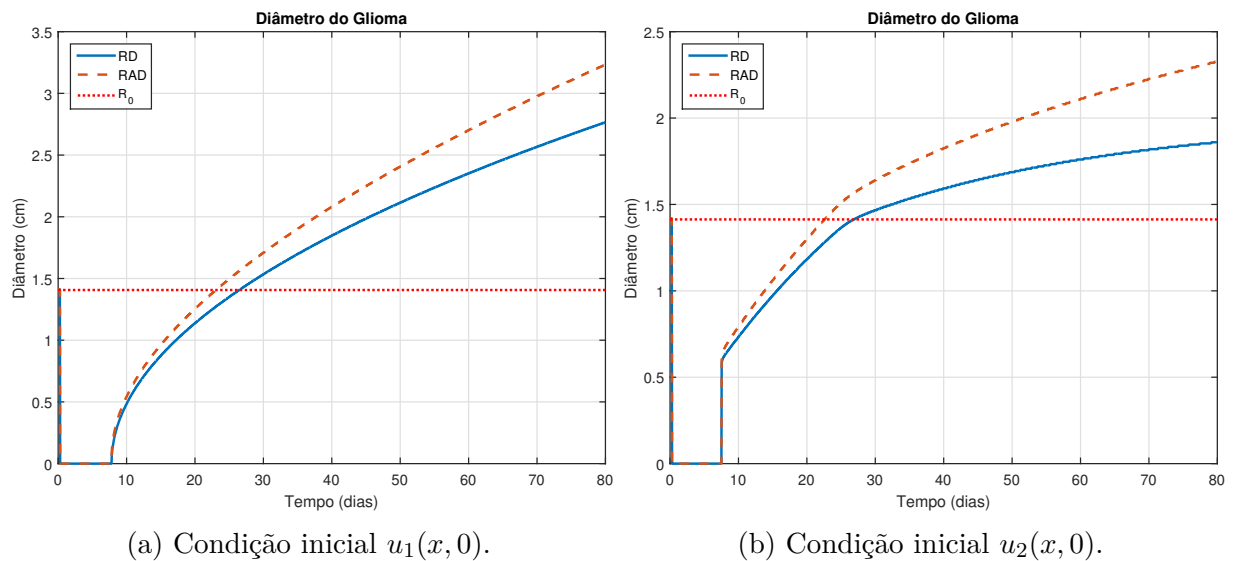 Diâmetro do Glioma
3.5
3
2.5
2
1.5
1
0.5
0
Diâmetro (cm)
RD
RAD
R₀
0 10 20 30 40 50 60 70 80
Tempo (dias)
(a) Condição inicial u₁(x, 0).
Diâmetro do Glioma
2.5
2
1.5
1
0.5
0
Diâmetro (cm)
RD
RAD
R₀
0 10 20 30 40 50 60 70 80
Tempo (dias)
(b) Condição inicial u₂(x, 0).